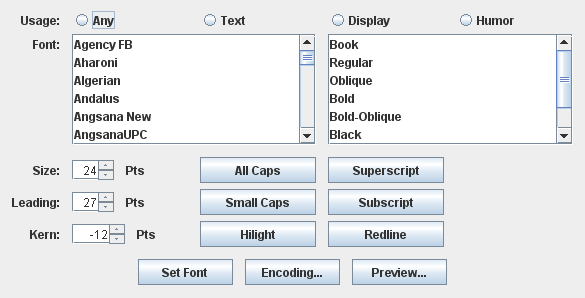 Usage: Any Text Display Humor
Font: Agency FB Book
Aharoni Regular
Algerian Oblique
Andalus Bold
Angsana New Bold-Oblique
AngsanaUPC Black
Size: 24 Pts All Caps Superscript
Leading: 27 Pts Small Caps Subscript
Kern: -12 Pts Hilight Redline
Set Font Encoding... Preview...